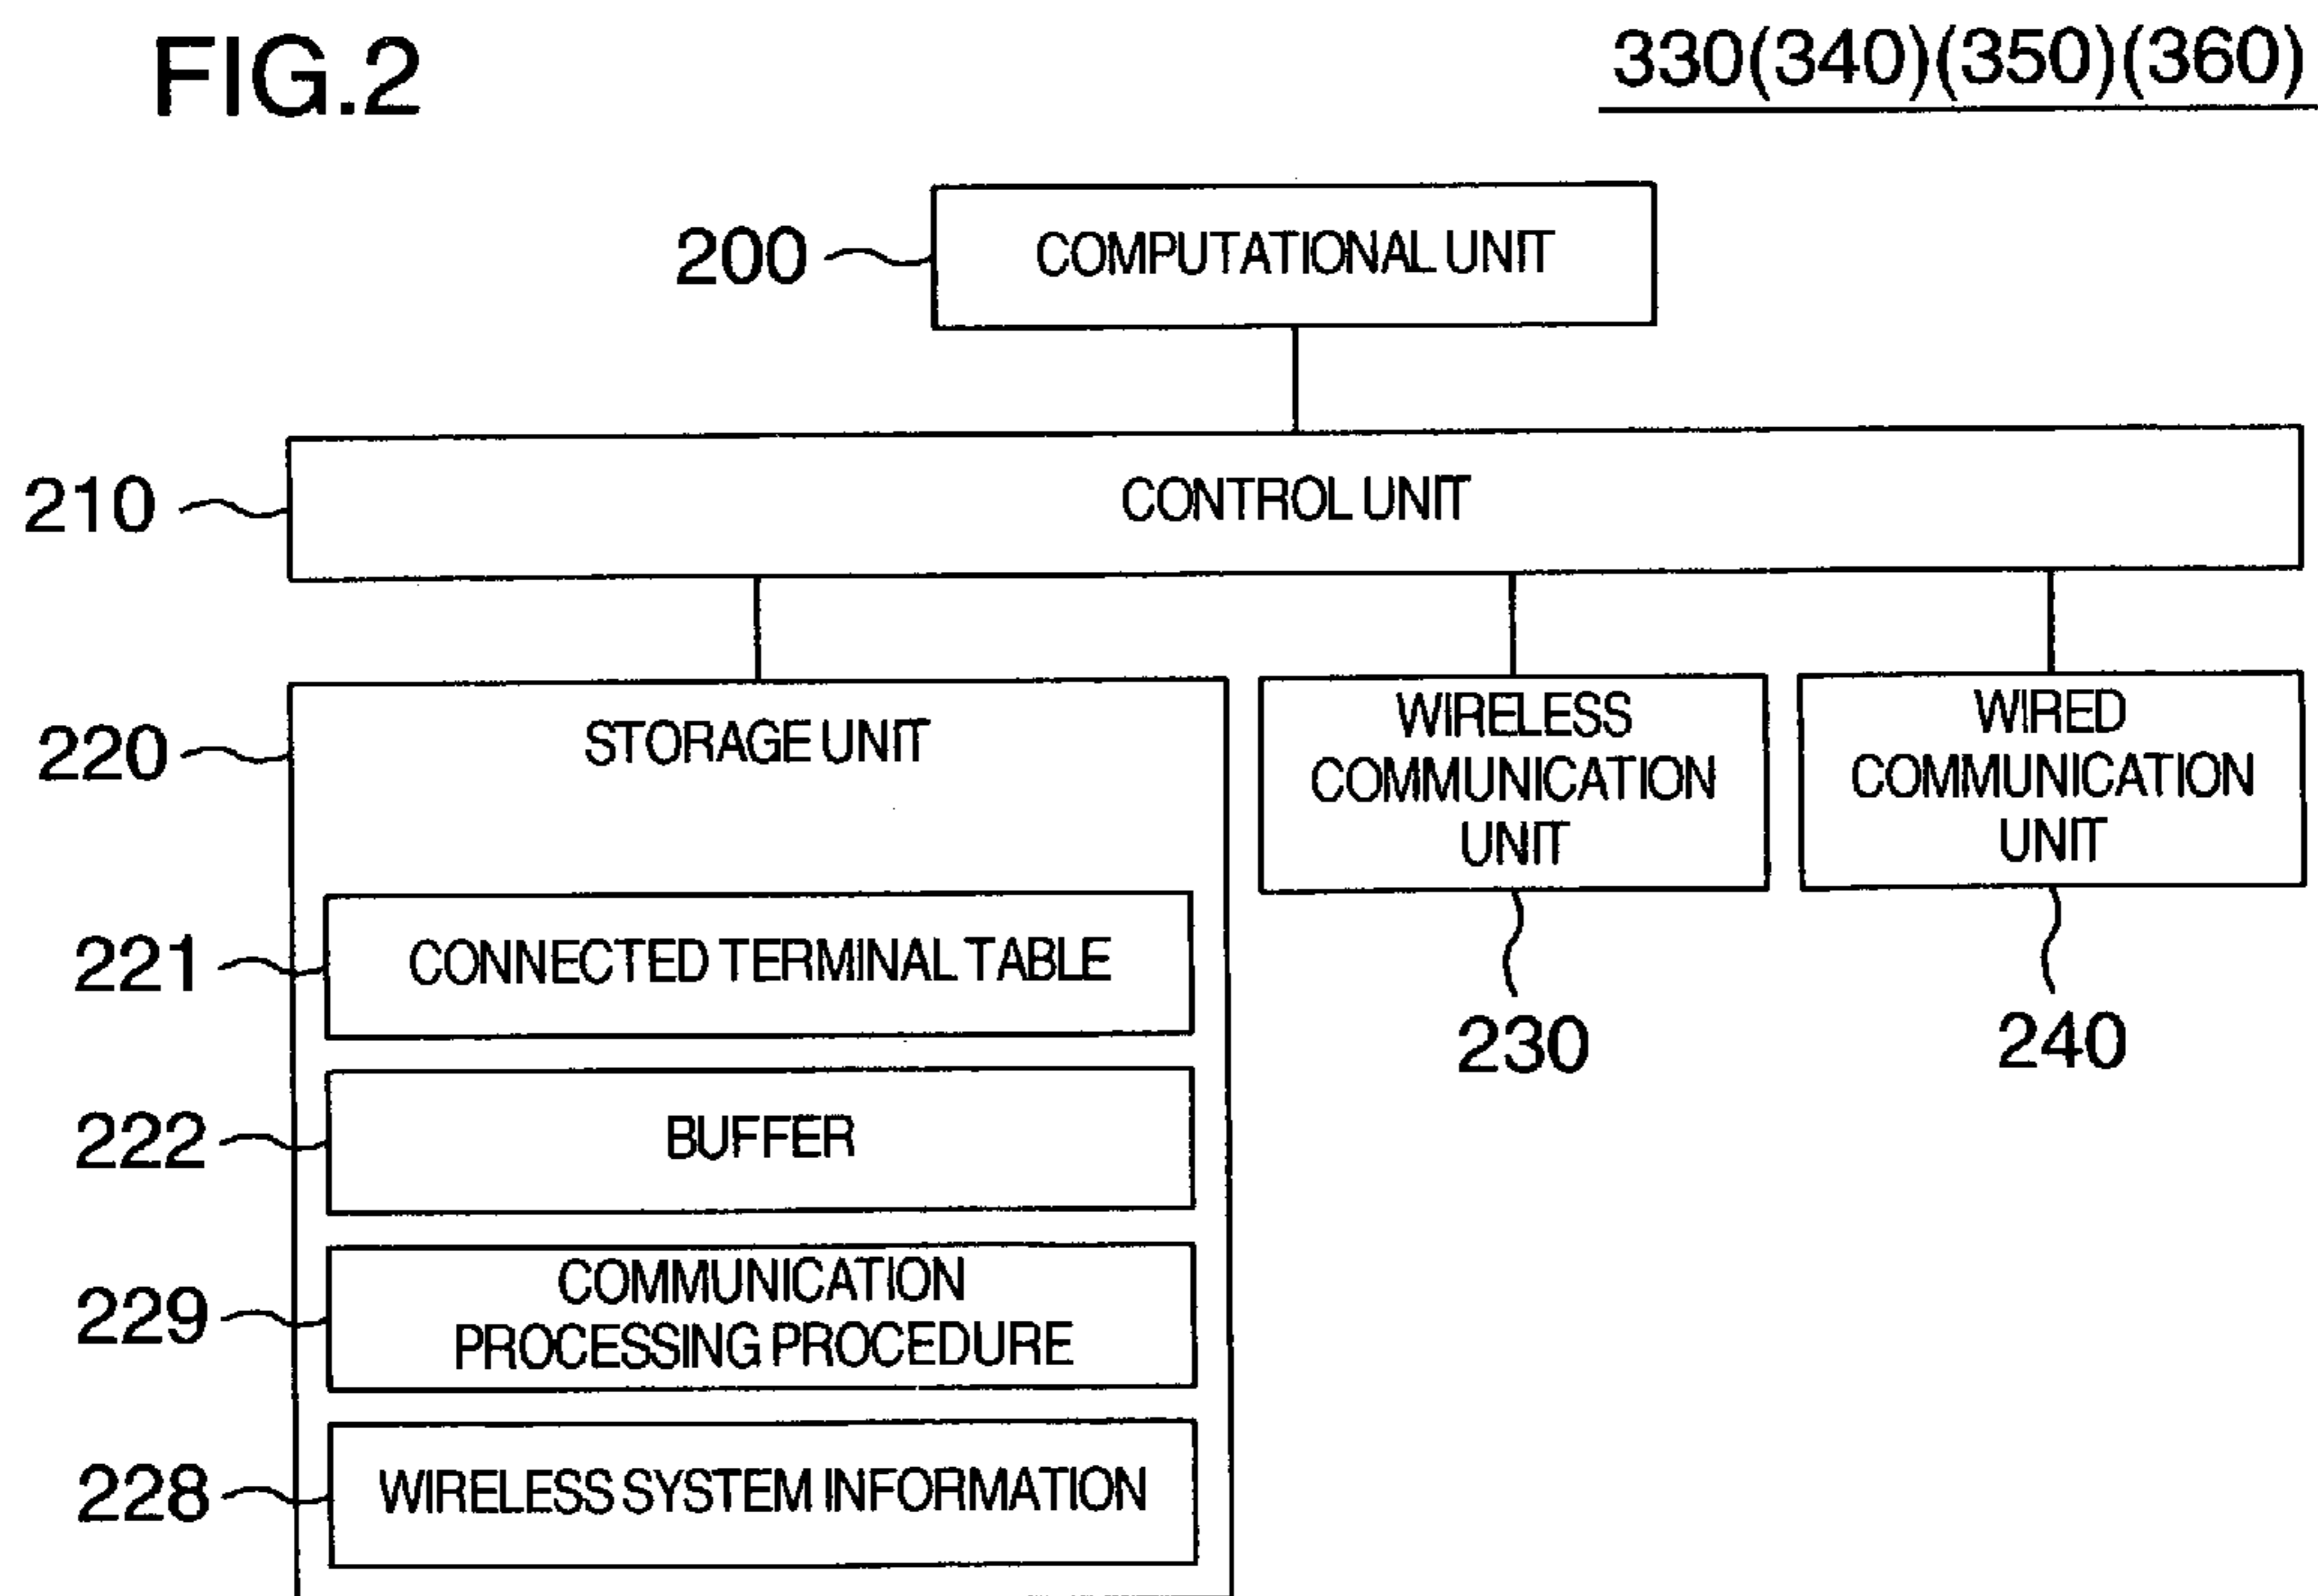 FIG.2
330(340)(350)(360)
200
COMPUTATIONAL UNIT
210
CONTROL UNIT
220
STORAGE UNIT
WIRELESS
COMMUNICATION
UNIT
WIRED
COMMUNICATION
UNIT
221
CONNECTED TERMINAL TABLE
230
240
222
BUFFER
229
COMMUNICATION
PROCESSING PROCEDURE
228
WIRELESS SYSTEM INFORMATION